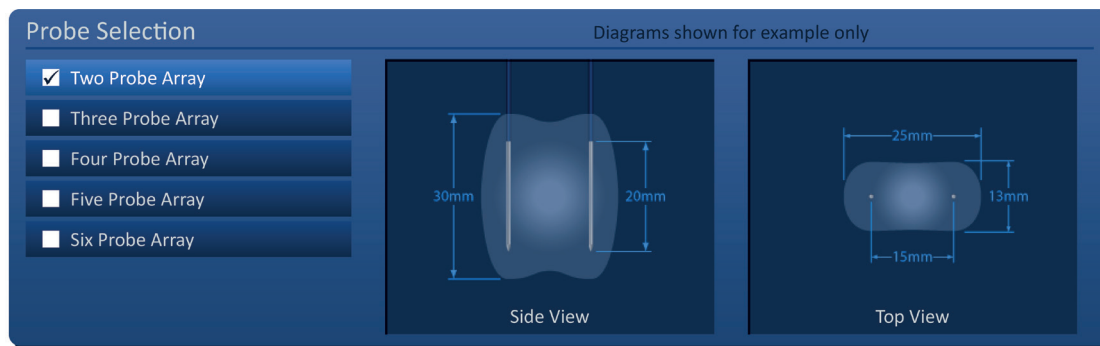 Probe Selection
Diagrams shown for example only
Two Probe Array
Three Probe Array
Four Probe Array
Five Probe Array
Six Probe Array
30mm
20mm
Side View
25mm
13mm
15mm
Top View